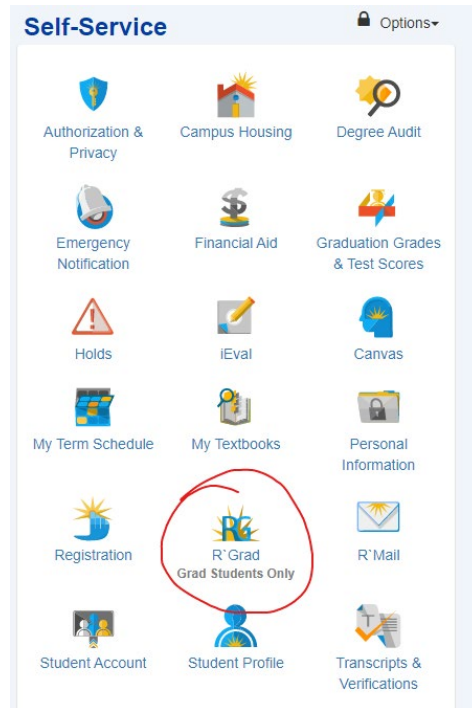 Self-Service
Options
Authorization &
Privacy
Campus Housing
Degree Audit
Emergency
Notification
Financial Aid
Graduation Grades
& Test Scores
Holds
iEval
Canvas
My Term Schedule
My Textbooks
Personal
Information
Registration
RG
R`Grad
Grad Students Only
R`Mail
Student Account
Student Profile
T
Transcripts &
Verifications